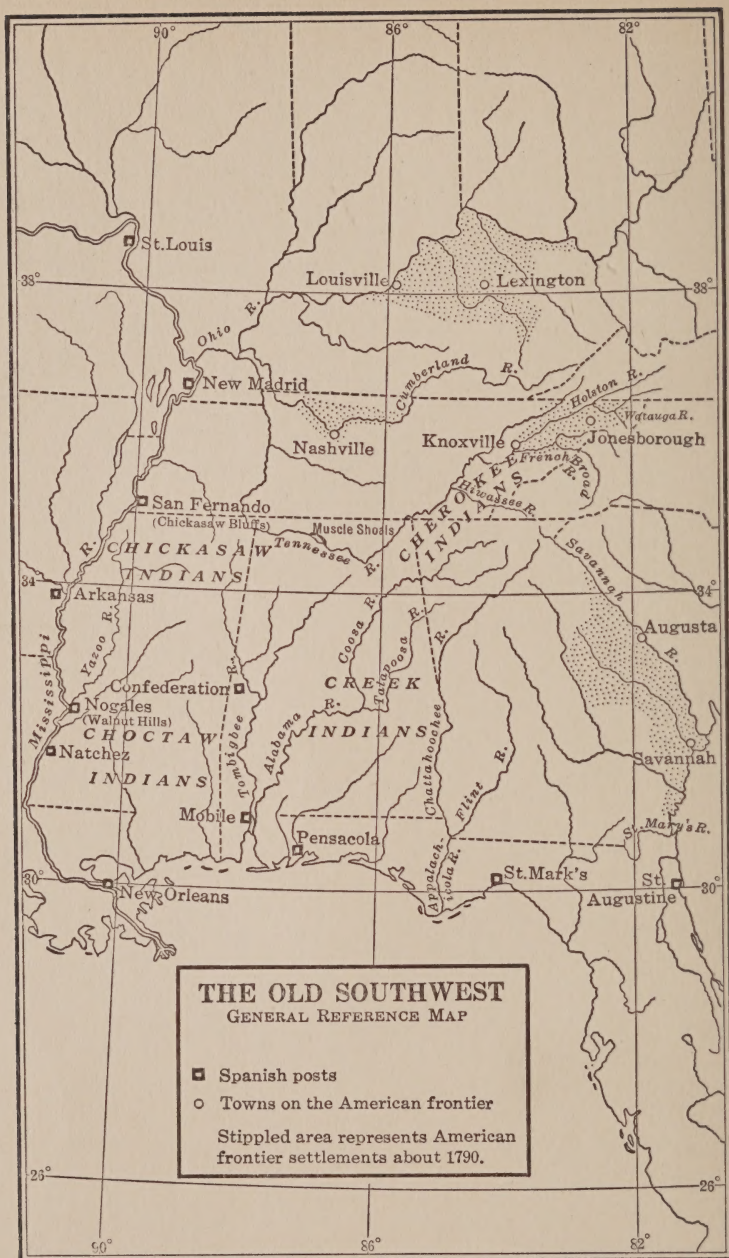 90°
86°
82°
St. Louis
38°
Louisville
Lexington
38°
Ohio R.
New Madrid
Cumberland R.
Holston R.
Watauga R.
Nashville
Knoxville
Jonesborough
French Broad R.
Hiwassee R.
CHEROKEE
INDIANS
San Fernando
(Chickasaw Bluffs)
Muscle Shoals
Tennessee R.
CHICKASAW
INDIANS
Savannah R.
34°
34°
Arkansas
Mississippi R.
Yazoo R.
Coosa R.
Tatapoosa R.
Augusta
Confederation
CREEK
INDIANS
Nogales
(Walnut Hills)
CHOCTAW
INDIANS
Natchez
Tombigbee R.
Alabama R.
Chattahoochee R.
Flint R.
Savannah
Mobile
Pensacola
St. Mary's R.
Appalach-
icola R.
St. Mark's
St.
Augustine
30°
30°
New Orleans
THE OLD SOUTHWEST
GENERAL REFERENCE MAP
Spanish posts
Towns on the American frontier
Stippled area represents American
frontier settlements about 1790.
26°
26°
90°
86°
82°